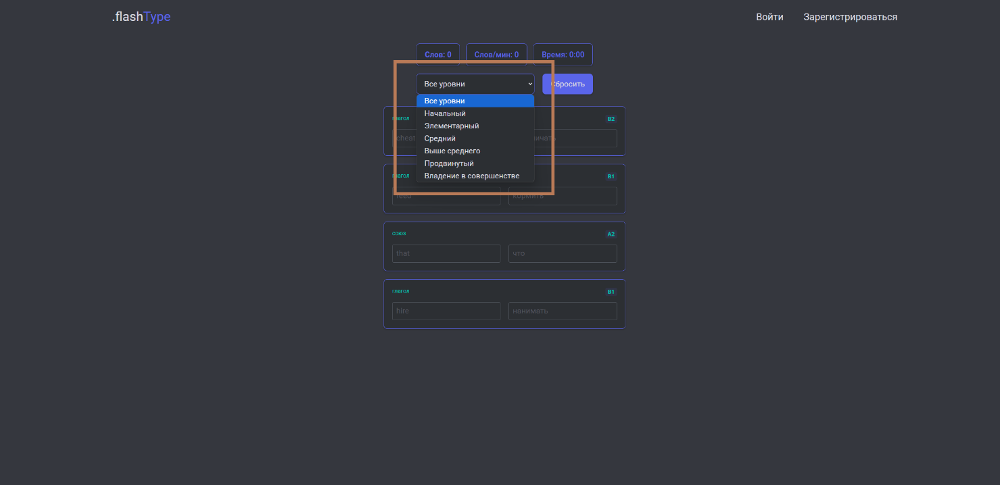 .flashType
Войти Зарегистрироваться
Слов: 0 Слов/мин: 0 Время: 0:00
Все уровни Сбросить
Все уровни
Начальный
Элементарный
Средний
Выше среднего
Продвинутый
Владение в совершенстве
глагол B2
cheat
глагол B1
feed кормить
союз A2
that что
глагол B1
hire нанимать